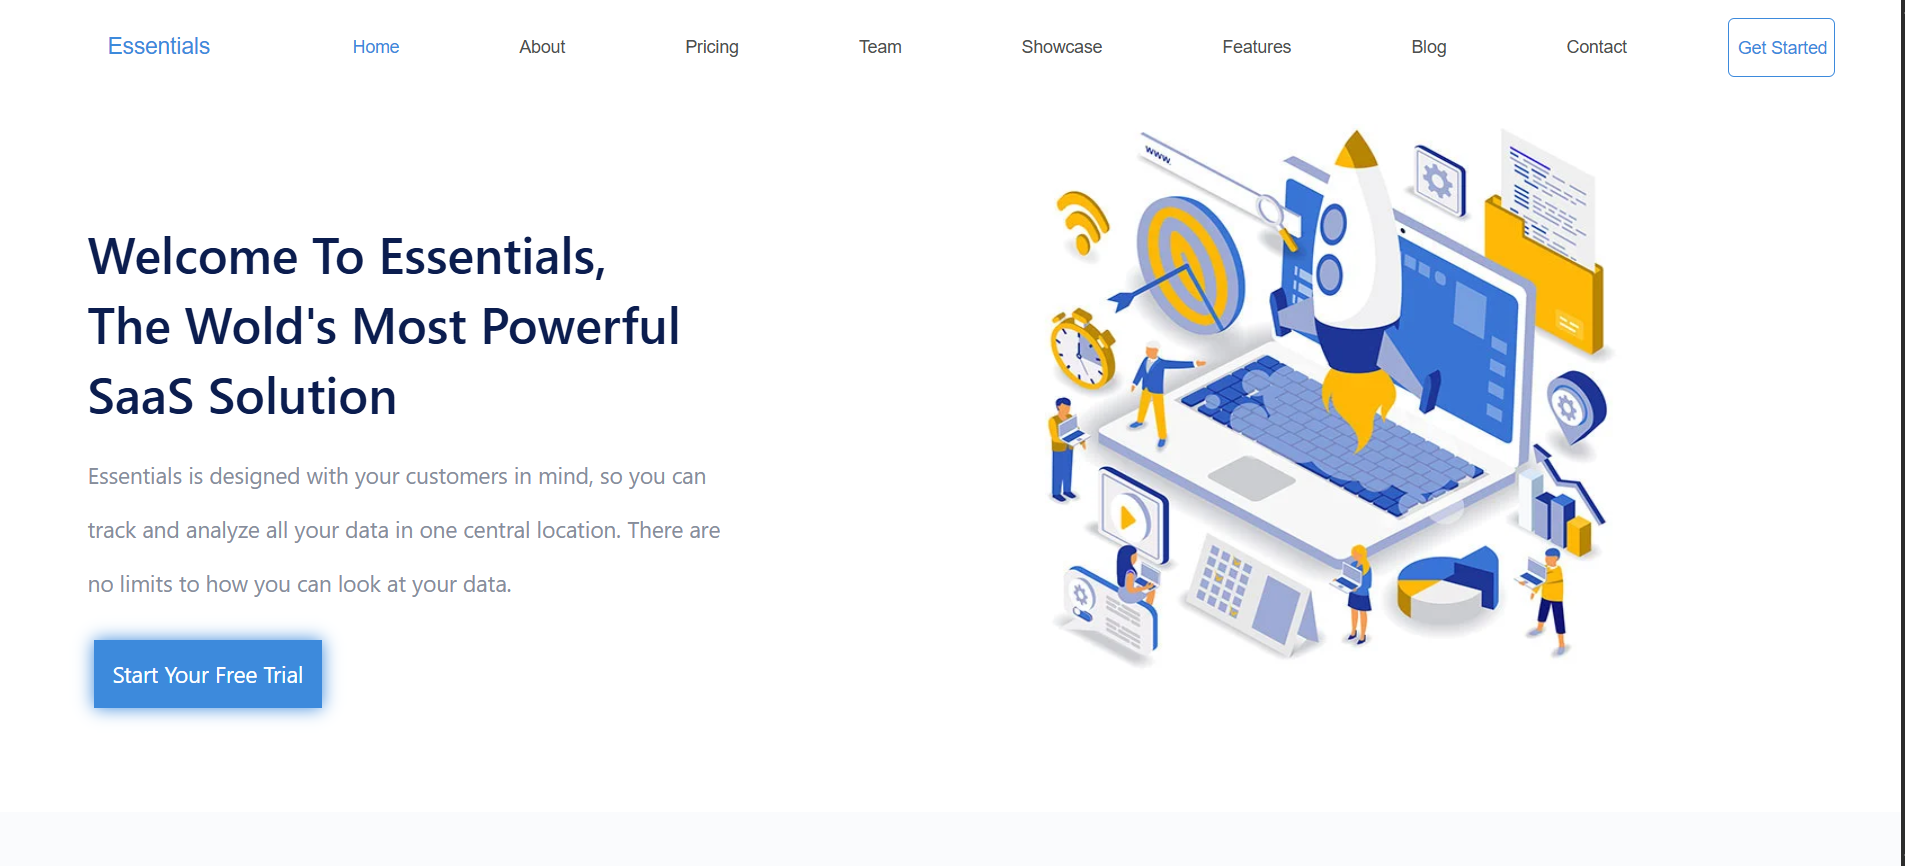 Essentials Home About Pricing Team Showcase Features Blog Contact Get Started
www.
Welcome To Essentials,
The Wold's Most Powerful
SaaS Solution
Essentials is designed with your customers in mind, so you can
track and analyze all your data in one central location. There are
no limits to how you can look at your data.
Start Your Free Trial